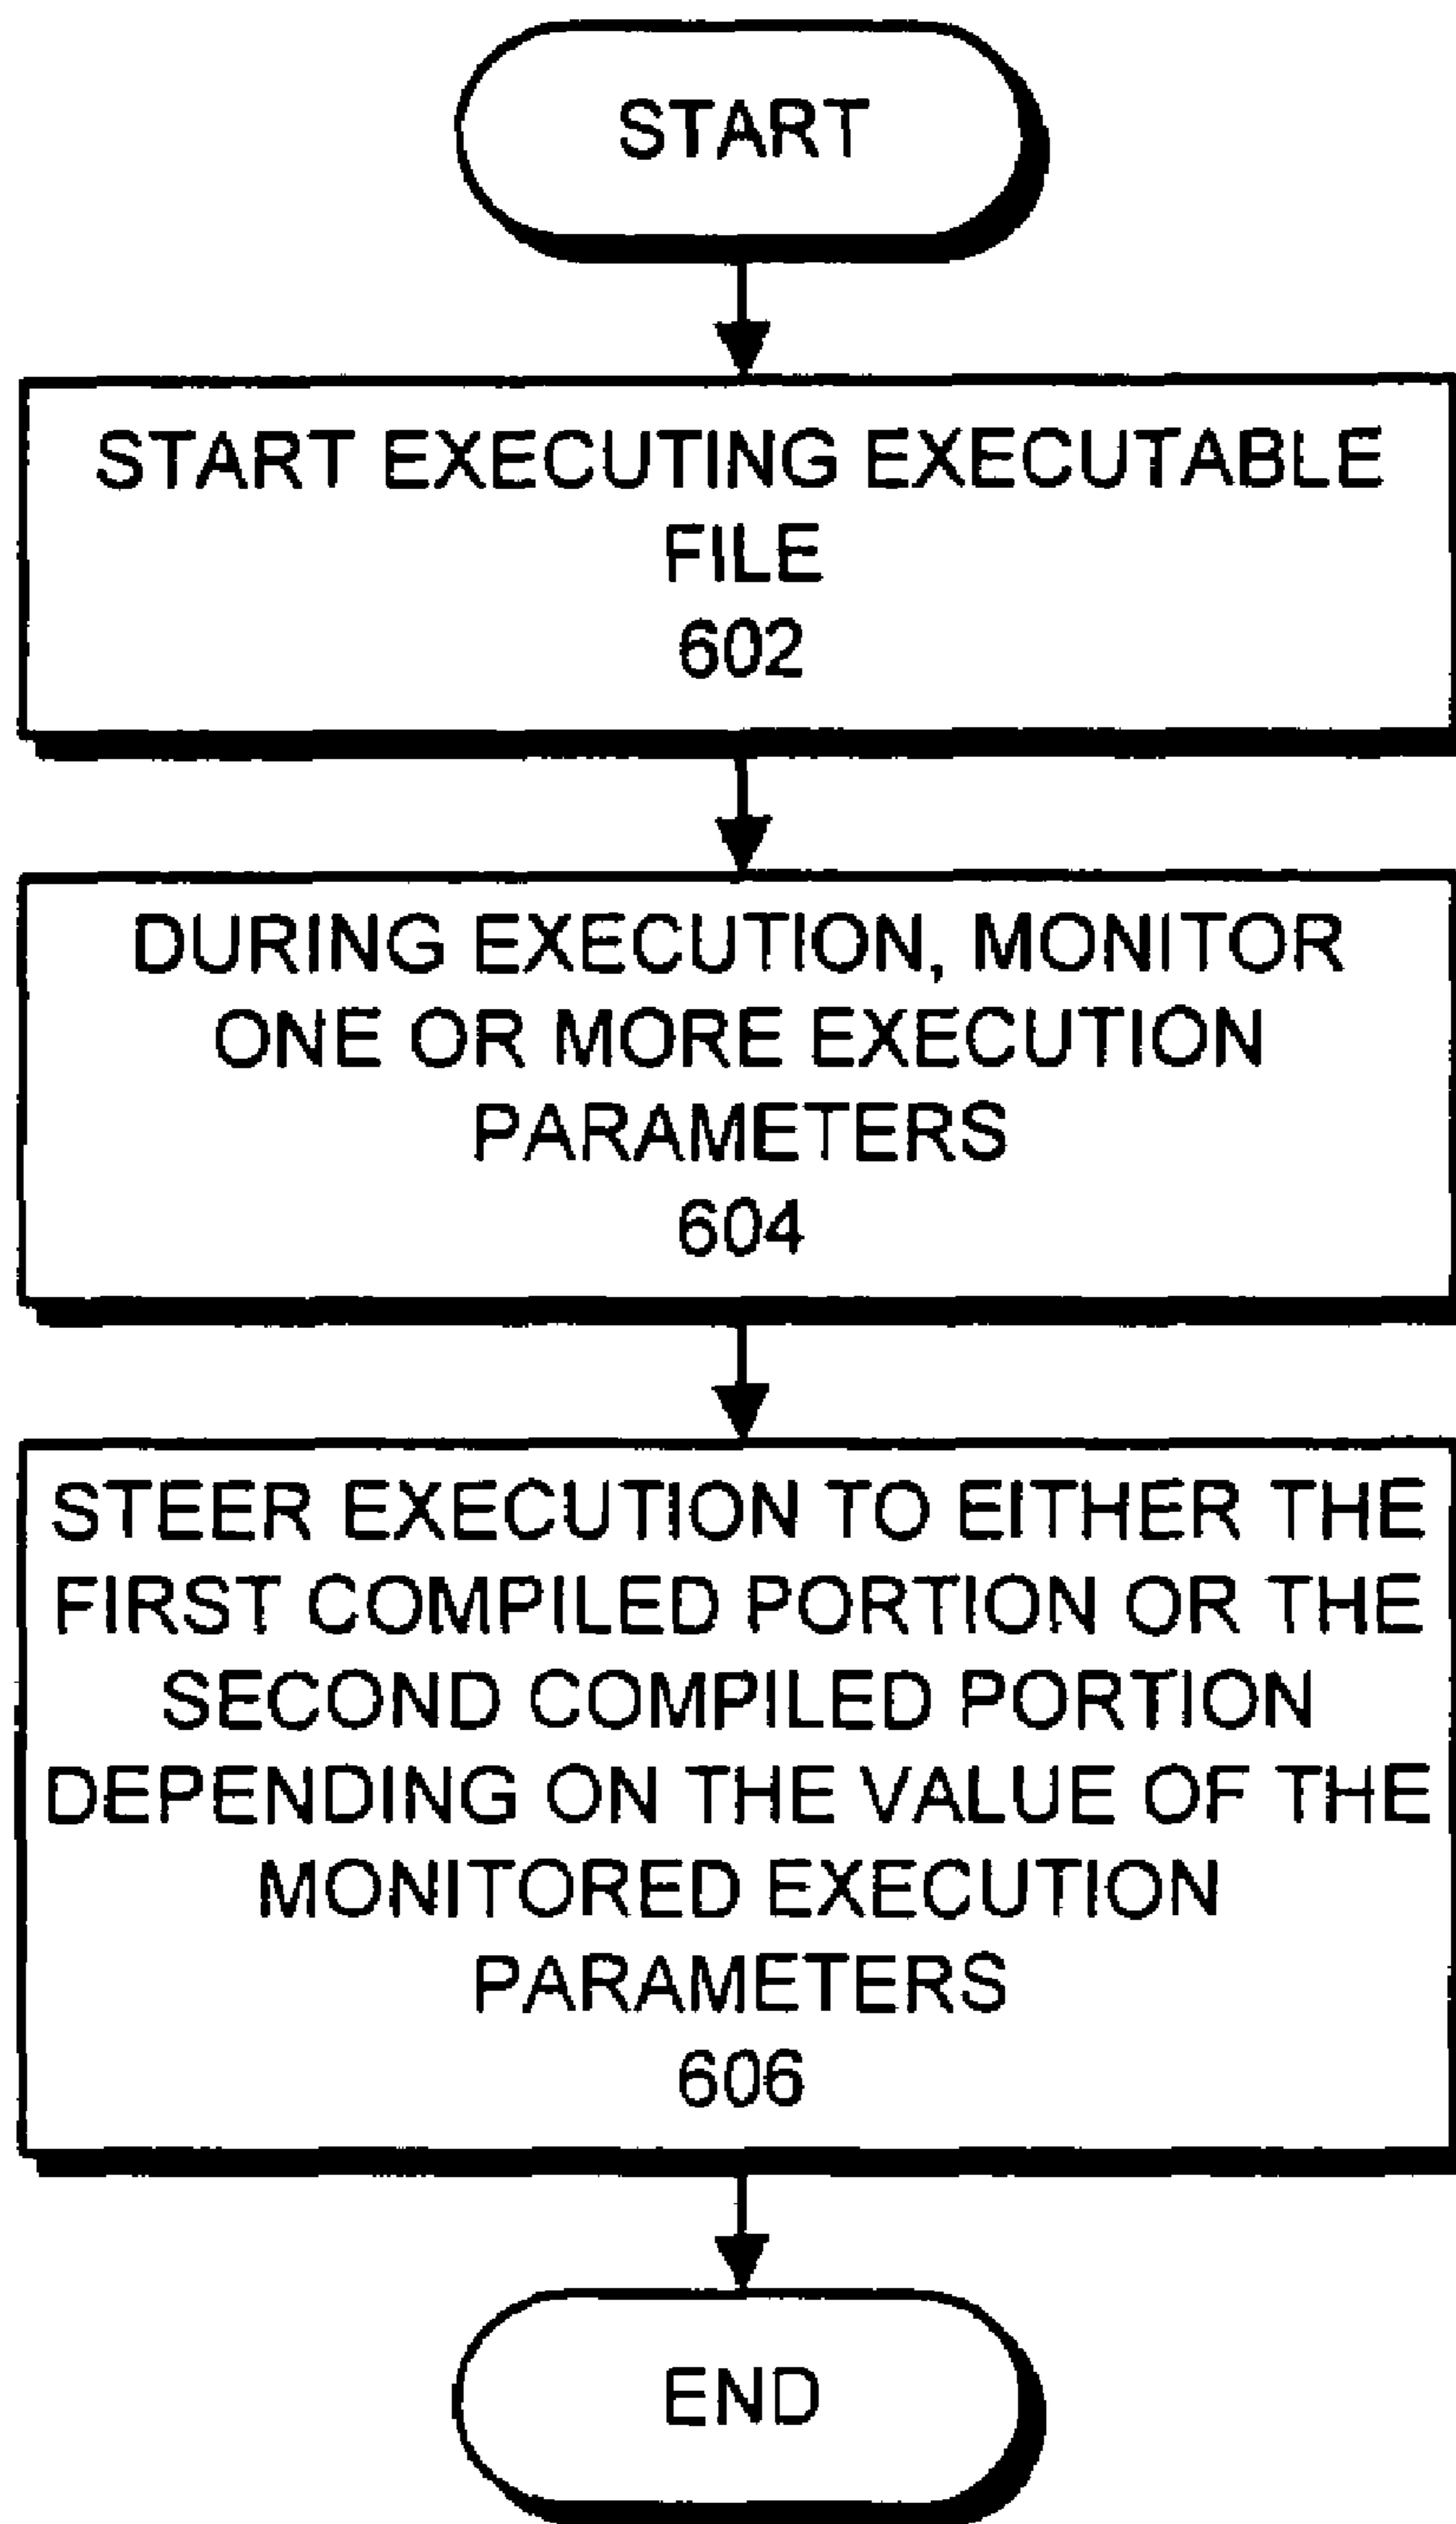 START
START EXECUTING EXECUTABLE
FILE
602
DURING EXECUTION, MONITOR
ONE OR MORE EXECUTION
PARAMETERS
604
STEER EXECUTION TO EITHER THE
FIRST COMPILED PORTION OR THE
SECOND COMPILED PORTION
DEPENDING ON THE VALUE OF THE
MONITORED EXECUTION
PARAMETERS
606
END